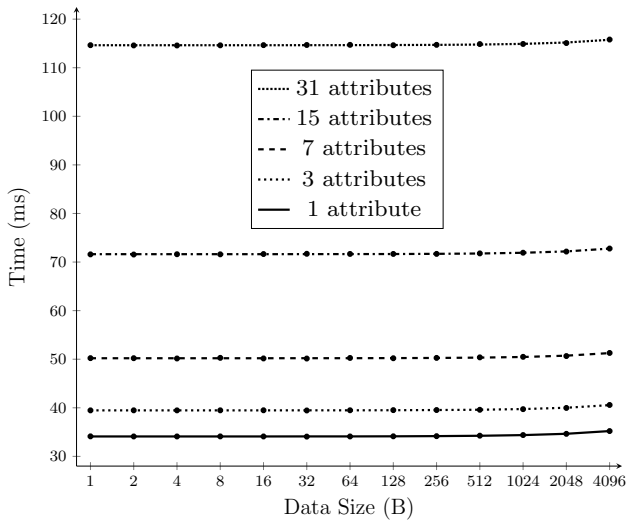 120
110
100
90
80
70
60
50
40
30
Time (ms)
31 attributes
15 attributes
7 attributes
3 attributes
1 attribute
1 2 4 8 16 32 64 128 256 512 1024 2048 4096
Data Size (B)